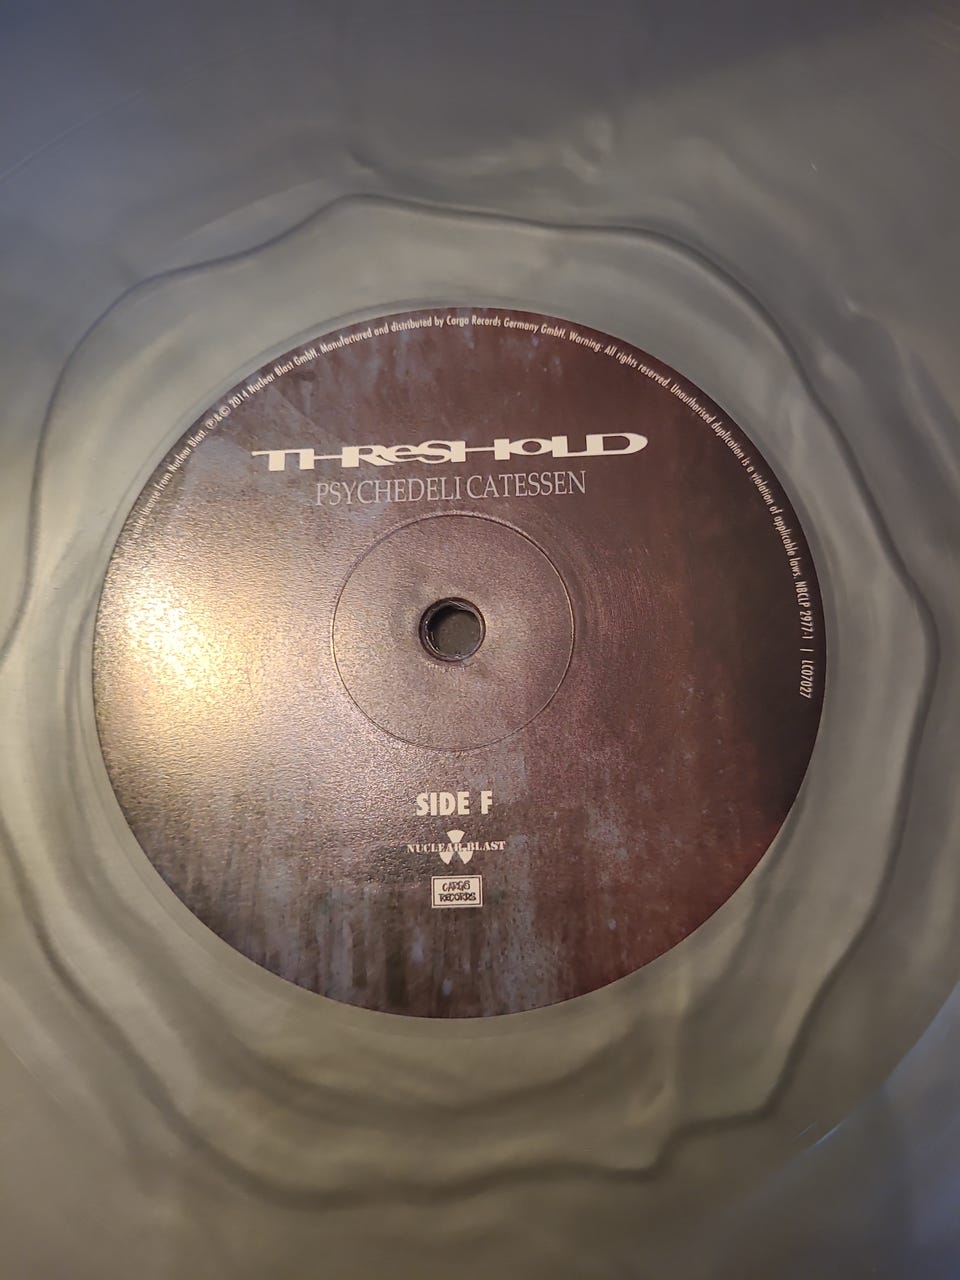 under license from Nuclear Blast. ℗&© 2014 Nuclear Blast GmbH. Manufactured and distributed by Cargo Records Germany GmbH. Warning: All rights reserved. Unauthorised duplication is a violation of applicable laws. NBCLP 2977-1 | LC07027
THReSHoLD
PSYCHEDELICATESSEN
SIDE F
NUCLEAR BLAST
CARGO
RECORDS